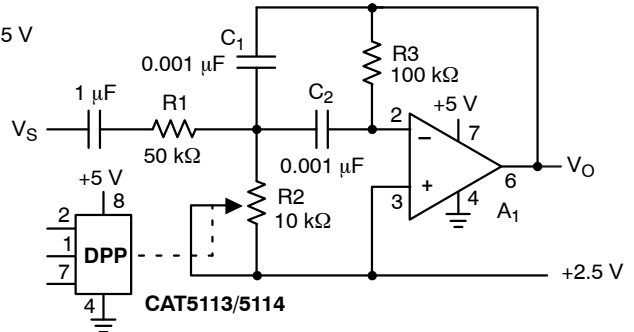 5 V
C1
0.001 µF
R3
100 kΩ
1 µF
R1
C2
+5 V
VS
50 kΩ
0.001 µF
2
–
7
+
3
6
VO
4
A1
+5 V
8
R2
10 kΩ
2
1
7
DPP
4
CAT5113/5114
+2.5 V